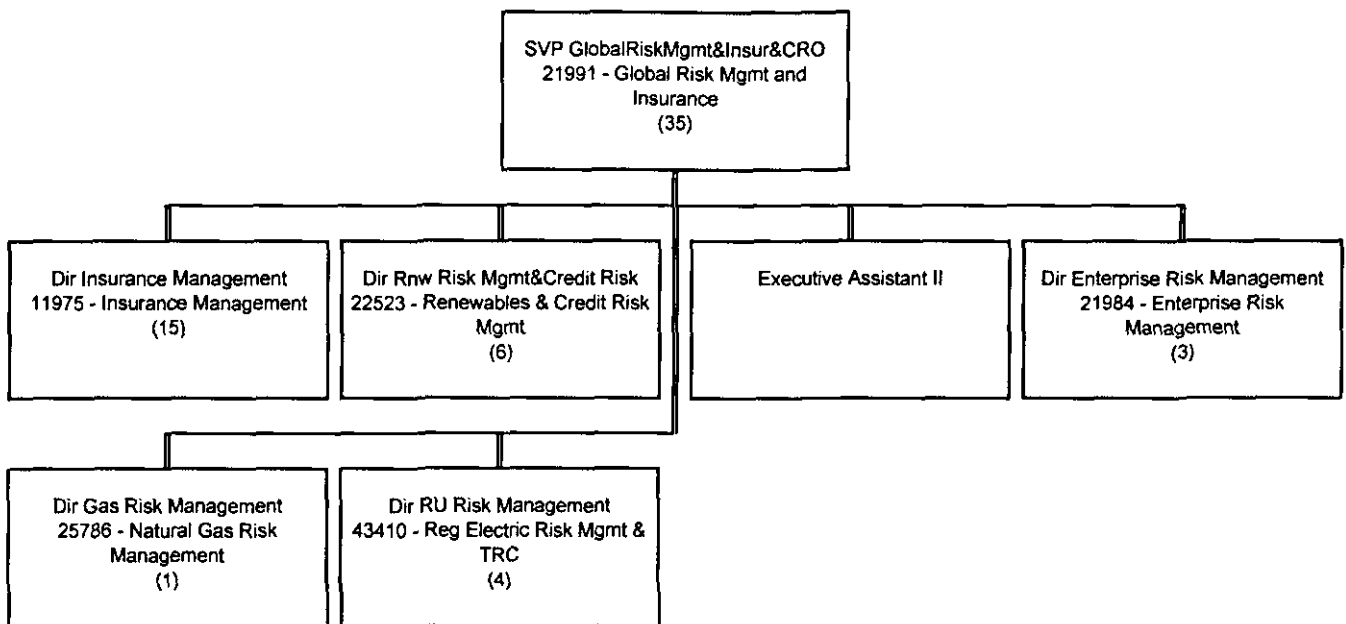 SVP GlobalRiskMgmt&Insur&CRO
21991 - Global Risk Mgmt and
Insurance
(35)
Dir Insurance Management
11975 - Insurance Management
(15)
Dir Rnw Risk Mgmt&Credit Risk
22523 - Renewables & Credit Risk
Mgmt
(6)
Executive Assistant II
Dir Enterprise Risk Management
21984 - Enterprise Risk
Management
(3)
Dir Gas Risk Management
25786 - Natural Gas Risk
Management
(1)
Dir RU Risk Management
43410 - Reg Electric Risk Mgmt &
TRC
(4)